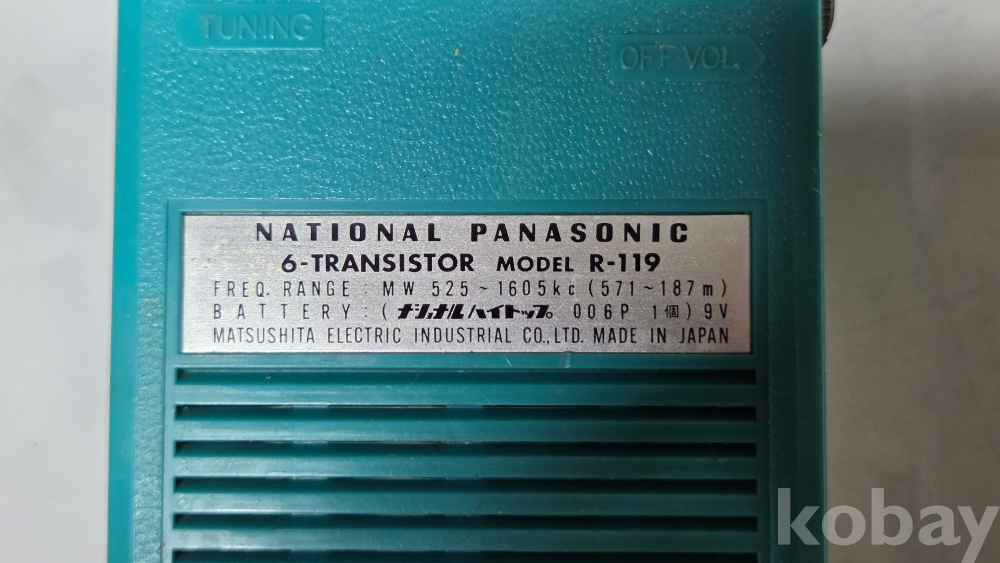 TUNING
OFF-VOL.
NATIONAL PANASONIC
6-TRANSISTOR MODEL R-119
FREQ. RANGE : MW 525~1605kc (571~187m)
BATTERY : (ナショナルハイトップ 006P 1個) 9V
MATSUSHITA ELECTRIC INDUSTRIAL CO., LTD. MADE IN JAPAN
kobay